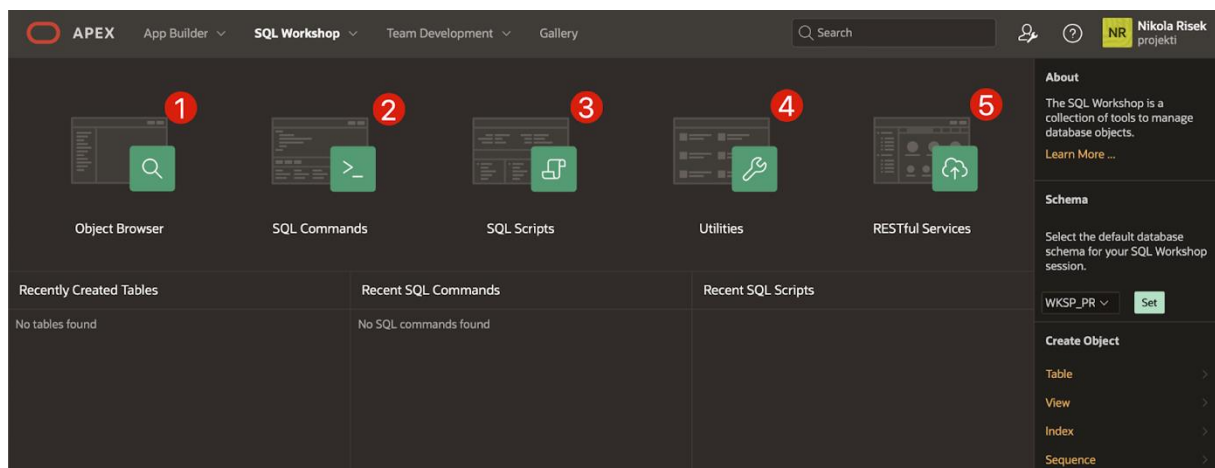 APEX App Builder SQL Workshop Team Development Gallery Search NR Nikola Risek
projekti
1 2 3 4 5
Object Browser SQL Commands SQL Scripts Utilities RESTful Services
Recently Created Tables Recent SQL Commands Recent SQL Scripts
No tables found No SQL commands found
About
The SQL Workshop is a
collection of tools to manage
database objects.
Learn More ...
Schema
Select the default database
schema for your SQL Workshop
session.
WKSP_PR Set
Create Object
Table
View
Index
Sequence